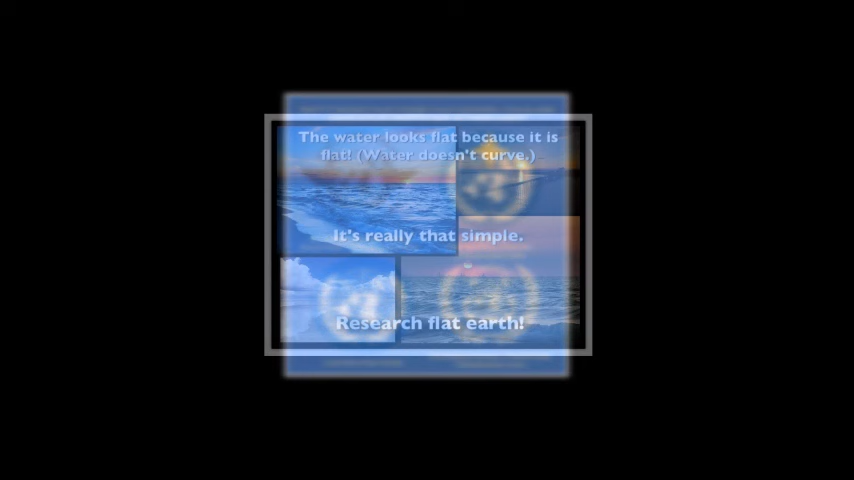 The water looks flat because it is
flat! (Water doesn't curve.)
It's really that simple.
Research flat earth!